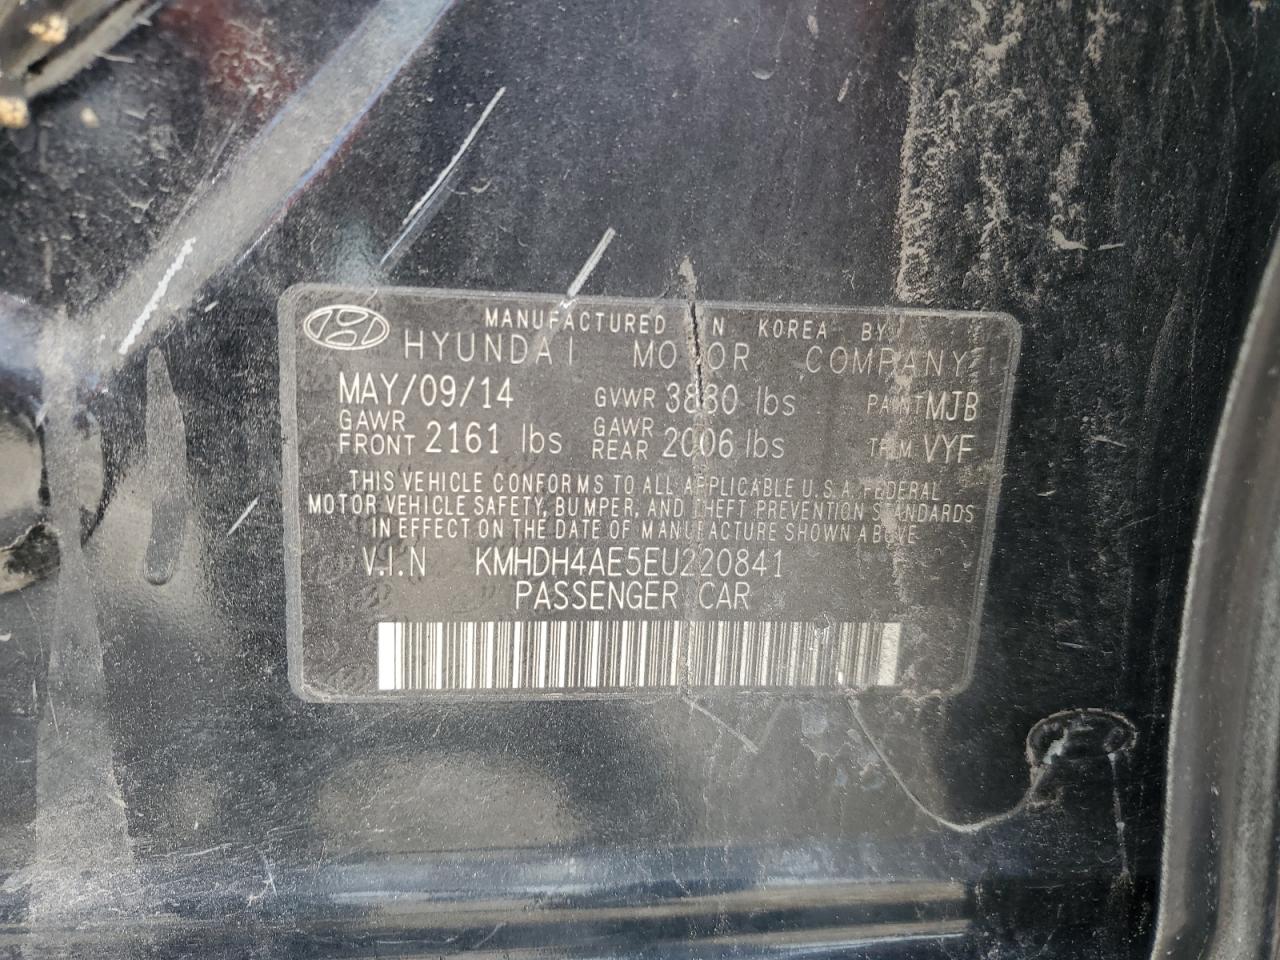 MANUFACTURED IN KOREA BY
HYUNDAI MOTOR COMPANY
MAY/09/14 GVWR 3880 lbs PAINT MJB
GAWR FRONT 2161 lbs GAWR REAR 2006 lbs TRIM VYF
THIS VEHICLE CONFORMS TO ALL APPLICABLE U.S.A. FEDERAL
MOTOR VEHICLE SAFETY, BUMPER, AND THEFT PREVENTION STANDARDS
IN EFFECT ON THE DATE OF MANUFACTURE SHOWN ABOVE
V.I.N KMHDH4AE5EU220841
PASSENGER CAR